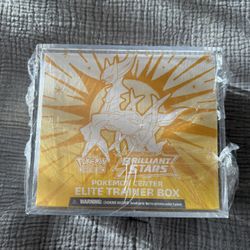 POKÉMON
BRILLIANT
STARS
POKÉMON CENTER
ELITE TRAINER BOX
WARNING: